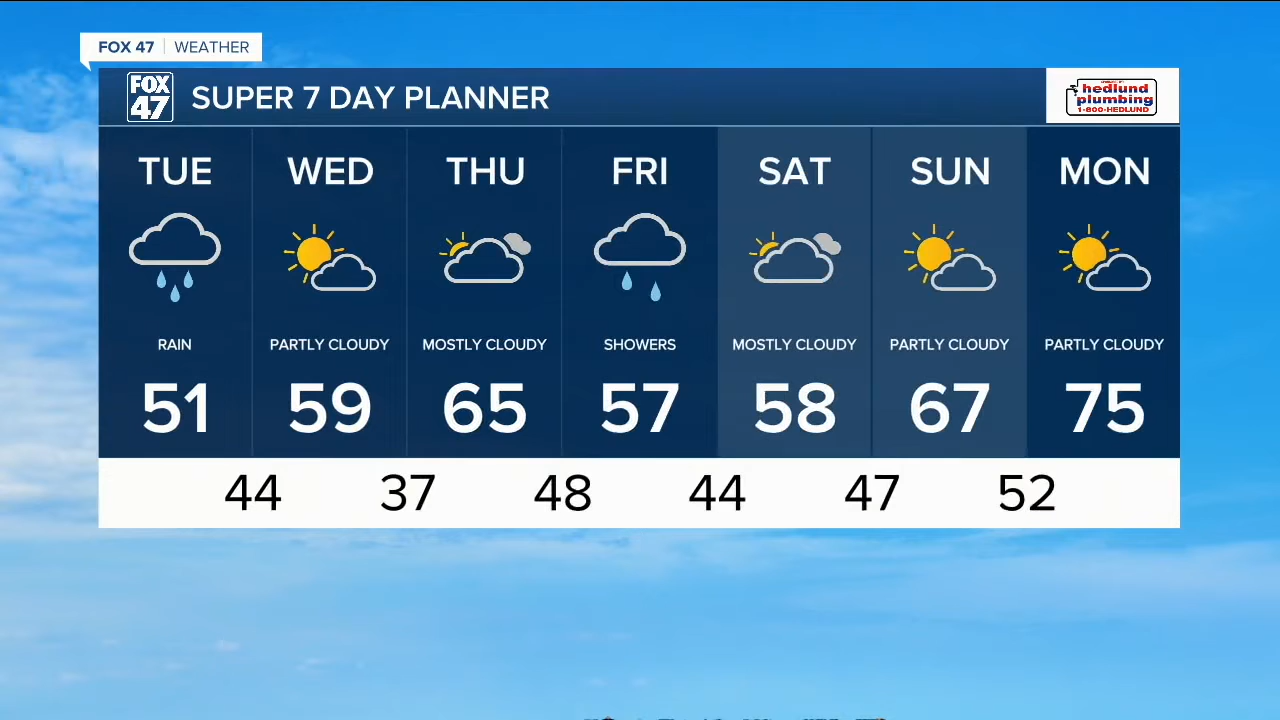 FOX 47 | WEATHER
FOX
47
SUPER 7 DAY PLANNER
hedlund
plumbing
1-800-HEDLUND
TUE WED THU FRI SAT SUN MON
RAIN PARTLY CLOUDY MOSTLY CLOUDY SHOWERS MOSTLY CLOUDY PARTLY CLOUDY PARTLY CLOUDY
51 59 65 57 58 67 75
44 37 48 44 47 52